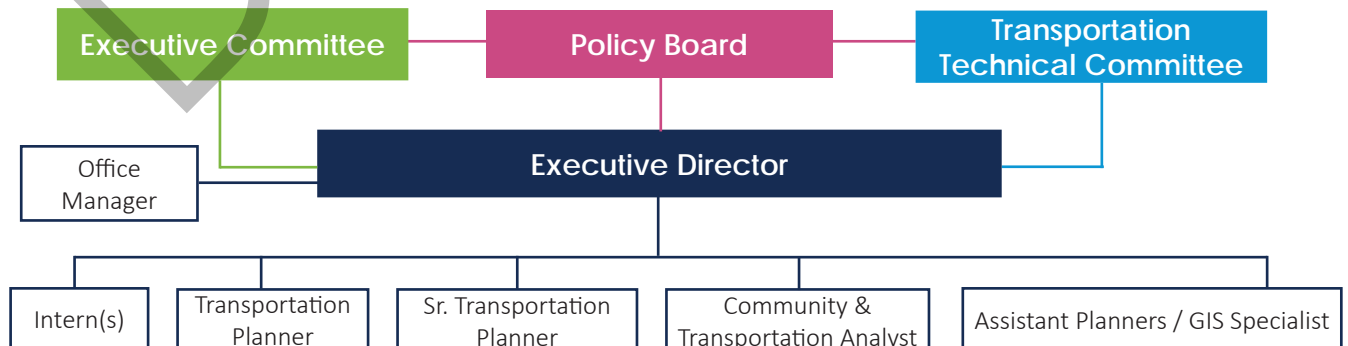 Executive Committee
Policy Board
Transportation
Technical Committee
Executive Director
Office
Manager
Intern(s)
Transportation
Planner
Sr. Transportation
Planner
Community &
Transportation Analyst
Assistant Planners / GIS Specialist